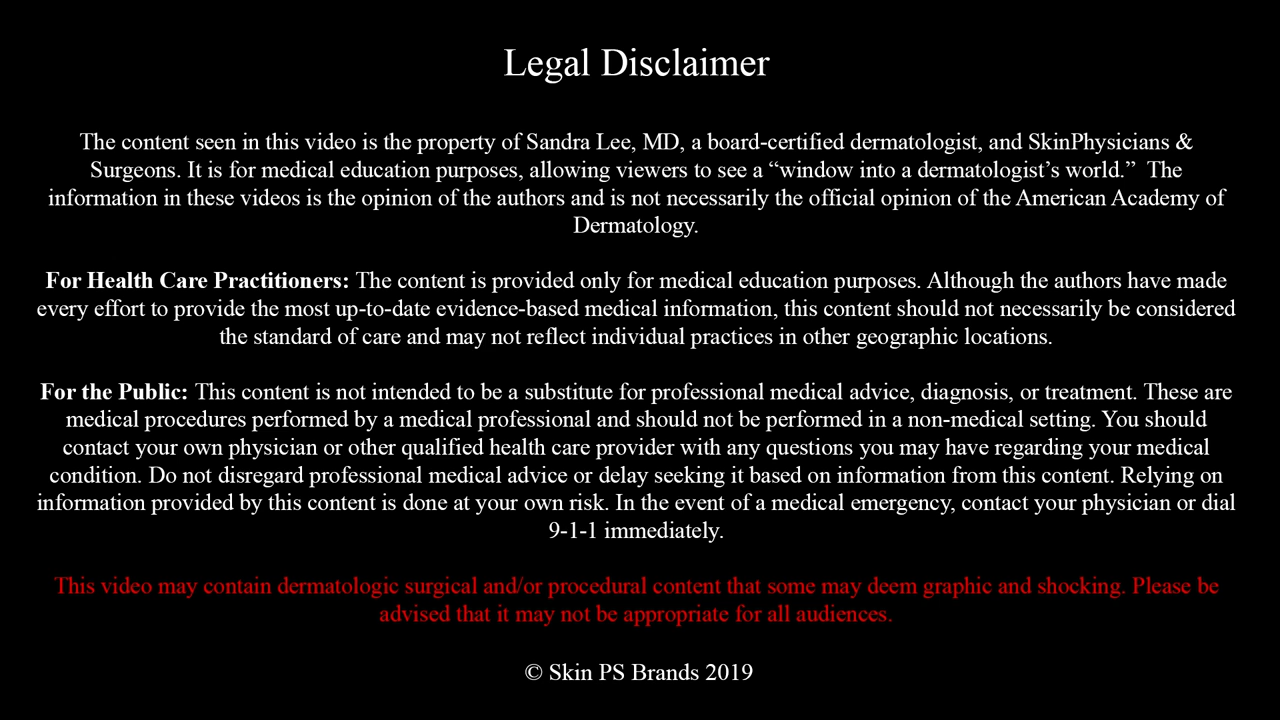 Legal Disclaimer
The content seen in this video is the property of Sandra Lee, MD, a board-certified dermatologist, and SkinPhysicians &
Surgeons. It is for medical education purposes, allowing viewers to see a “window into a dermatologist’s world.”  The
information in these videos is the opinion of the authors and is not necessarily the official opinion of the American Academy of
Dermatology.
For Health Care Practitioners: The content is provided only for medical education purposes. Although the authors have made
every effort to provide the most up-to-date evidence-based medical information, this content should not necessarily be considered
the standard of care and may not reflect individual practices in other geographic locations.
For the Public: This content is not intended to be a substitute for professional medical advice, diagnosis, or treatment. These are
medical procedures performed by a medical professional and should not be performed in a non-medical setting. You should
contact your own physician or other qualified health care provider with any questions you may have regarding your medical
condition. Do not disregard professional medical advice or delay seeking it based on information from this content. Relying on
information provided by this content is done at your own risk. In the event of a medical emergency, contact your physician or dial
9-1-1 immediately.
This video may contain dermatologic surgical and/or procedural content that some may deem graphic and shocking. Please be
advised that it may not be appropriate for all audiences.
© Skin PS Brands 2019